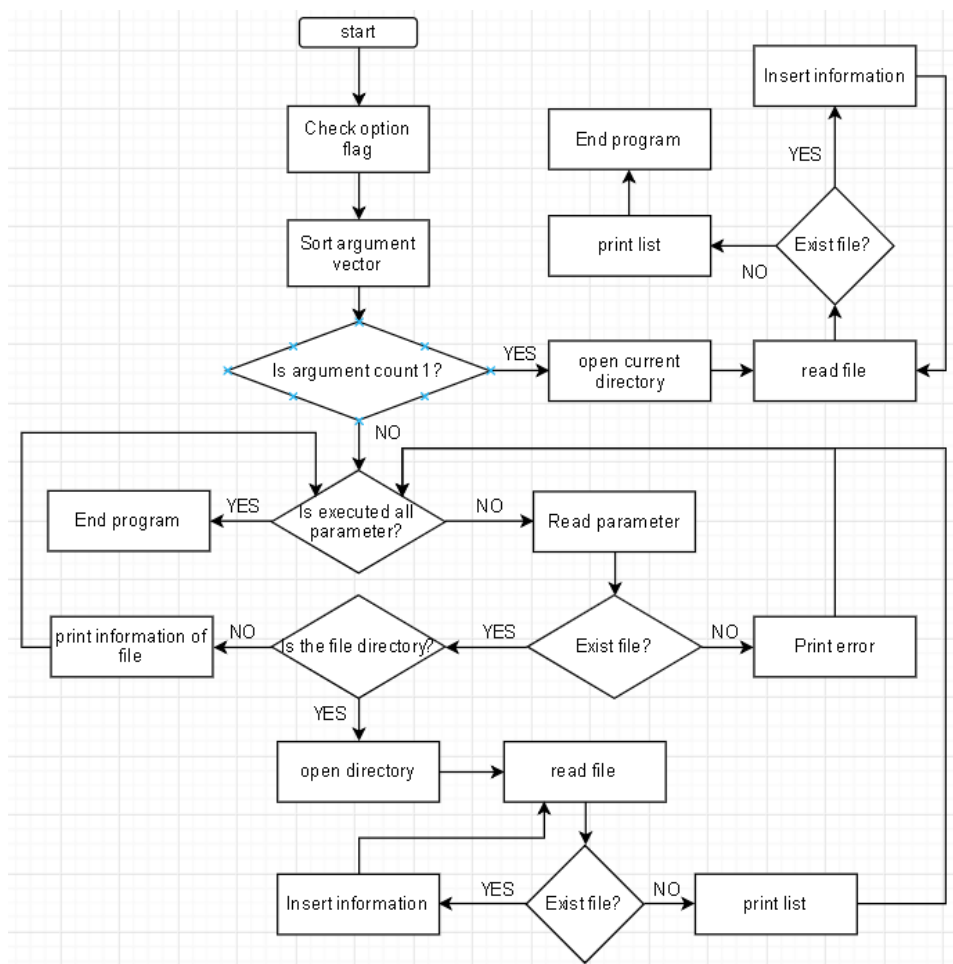 start
Insert information
Check option
flag
End program
YES
Sort argument
vector
print list
Exist file?
NO
Is argument count 1?
YES
open current
directory
read file
NO
End program
YES
Is executed all
parameter?
NO
Read parameter
print information of
file
NO
Is the file directory?
YES
Exist file?
NO
Print error
YES
open directory
read file
Insert information
YES
Exist file?
NO
print list